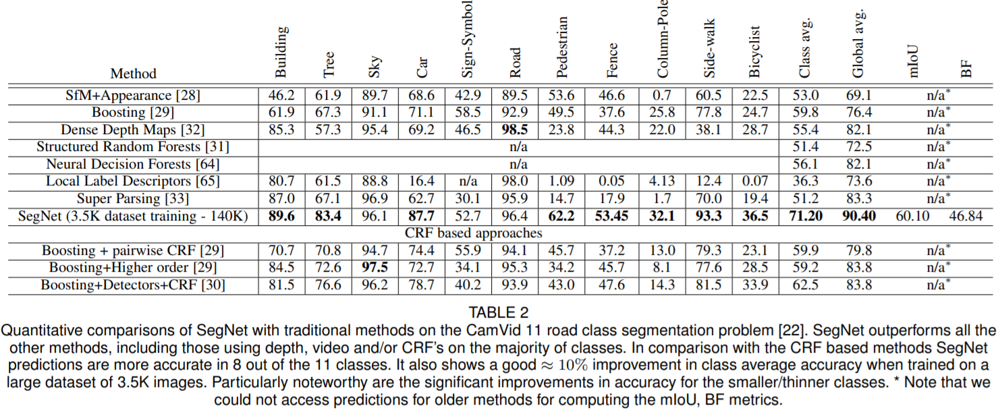 Method Building Tree Sky Car Sign-Symbol Road Pedestrian Fence Column-Pole Side-walk Bicyclist Class avg. Global avg. mIoU BF
SfM+Appearance [28] 46.2 61.9 89.7 68.6 42.9 89.5 53.6 46.6 0.7 60.5 22.5 53.0 69.1 n/a*
Boosting [29] 61.9 67.3 91.1 71.1 58.5 92.9 49.5 37.6 25.8 77.8 24.7 59.8 76.4 n/a*
Dense Depth Maps [32] 85.3 57.3 95.4 69.2 46.5 98.5 23.8 44.3 22.0 38.1 28.7 55.4 82.1 n/a*
Structured Random Forests [31] n/a 51.4 72.5 n/a*
Neural Decision Forests [64] n/a 56.1 82.1 n/a*
Local Label Descriptors [65] 80.7 61.5 88.8 16.4 n/a 98.0 1.09 0.05 4.13 12.4 0.07 36.3 73.6 n/a*
Super Parsing [33] 87.0 67.1 96.9 62.7 30.1 95.9 14.7 17.9 1.7 70.0 19.4 51.2 83.3 n/a*
SegNet (3.5K dataset training - 140K) 89.6 83.4 96.1 87.7 52.7 96.4 62.2 53.45 32.1 93.3 36.5 71.20 90.40 60.10 46.84
CRF based approaches
Boosting + pairwise CRF [29] 70.7 70.8 94.7 74.4 55.9 94.1 45.7 37.2 13.0 79.3 23.1 59.9 79.8 n/a*
Boosting+Higher order [29] 84.5 72.6 97.5 72.7 34.1 95.3 34.2 45.7 8.1 77.6 28.5 59.2 83.8 n/a*
Boosting+Detectors+CRF [30] 81.5 76.6 96.2 78.7 40.2 93.9 43.0 47.6 14.3 81.5 33.9 62.5 83.8 n/a*
TABLE 2
Quantitative comparisons of SegNet with traditional methods on the CamVid 11 road class segmentation problem [22]. SegNet outperforms all the
other methods, including those using depth, video and/or CRF's on the majority of classes. In comparison with the CRF based methods SegNet
predictions are more accurate in 8 out of the 11 classes. It also shows a good ≈ 10% improvement in class average accuracy when trained on a
large dataset of 3.5K images. Particularly noteworthy are the significant improvements in accuracy for the smaller/thinner classes. * Note that we
could not access predictions for older methods for computing the mIoU, BF metrics.